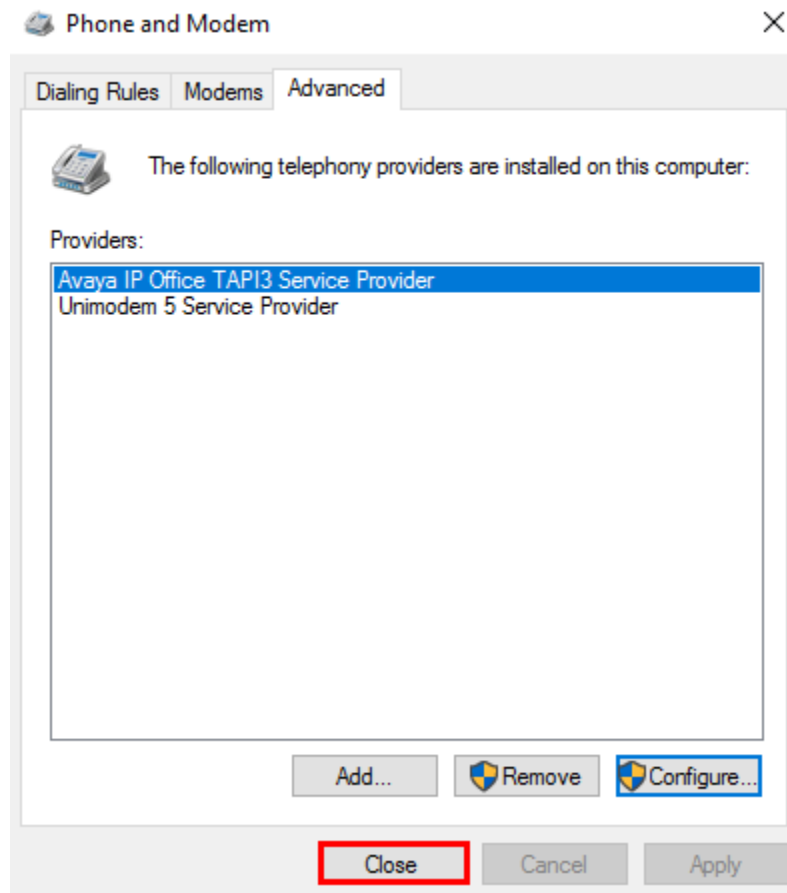 Phone and Modem
Dialing Rules Modems Advanced
The following telephony providers are installed on this computer:
Providers:
Avaya IP Office TAPI3 Service Provider
Unimodem 5 Service Provider
Add... Remove Configure...
Close Cancel Apply